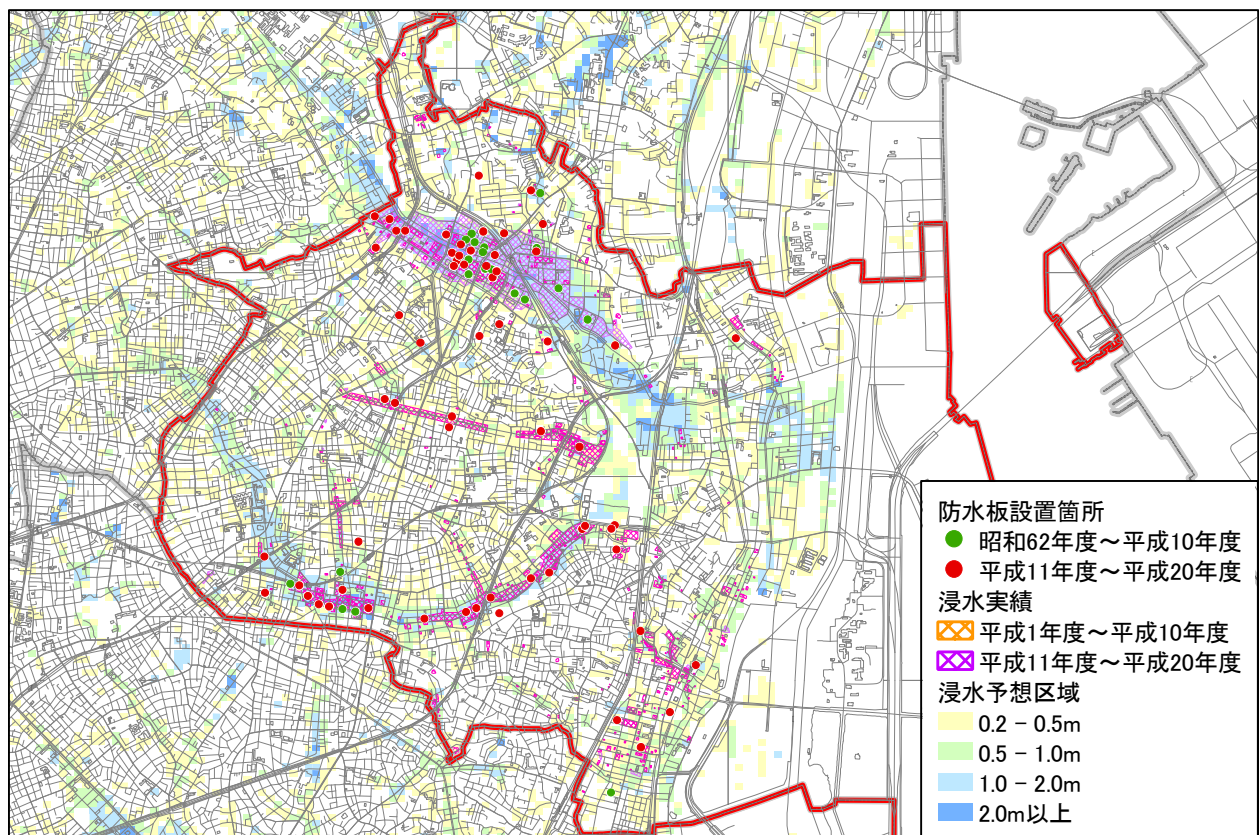 防水板設置箇所
昭和62年度～平成10年度
平成11年度～平成20年度
浸水実績
平成1年度～平成10年度
平成11年度～平成20年度
浸水予想区域
0.2 - 0.5m
0.5 - 1.0m
1.0 - 2.0m
2.0m以上